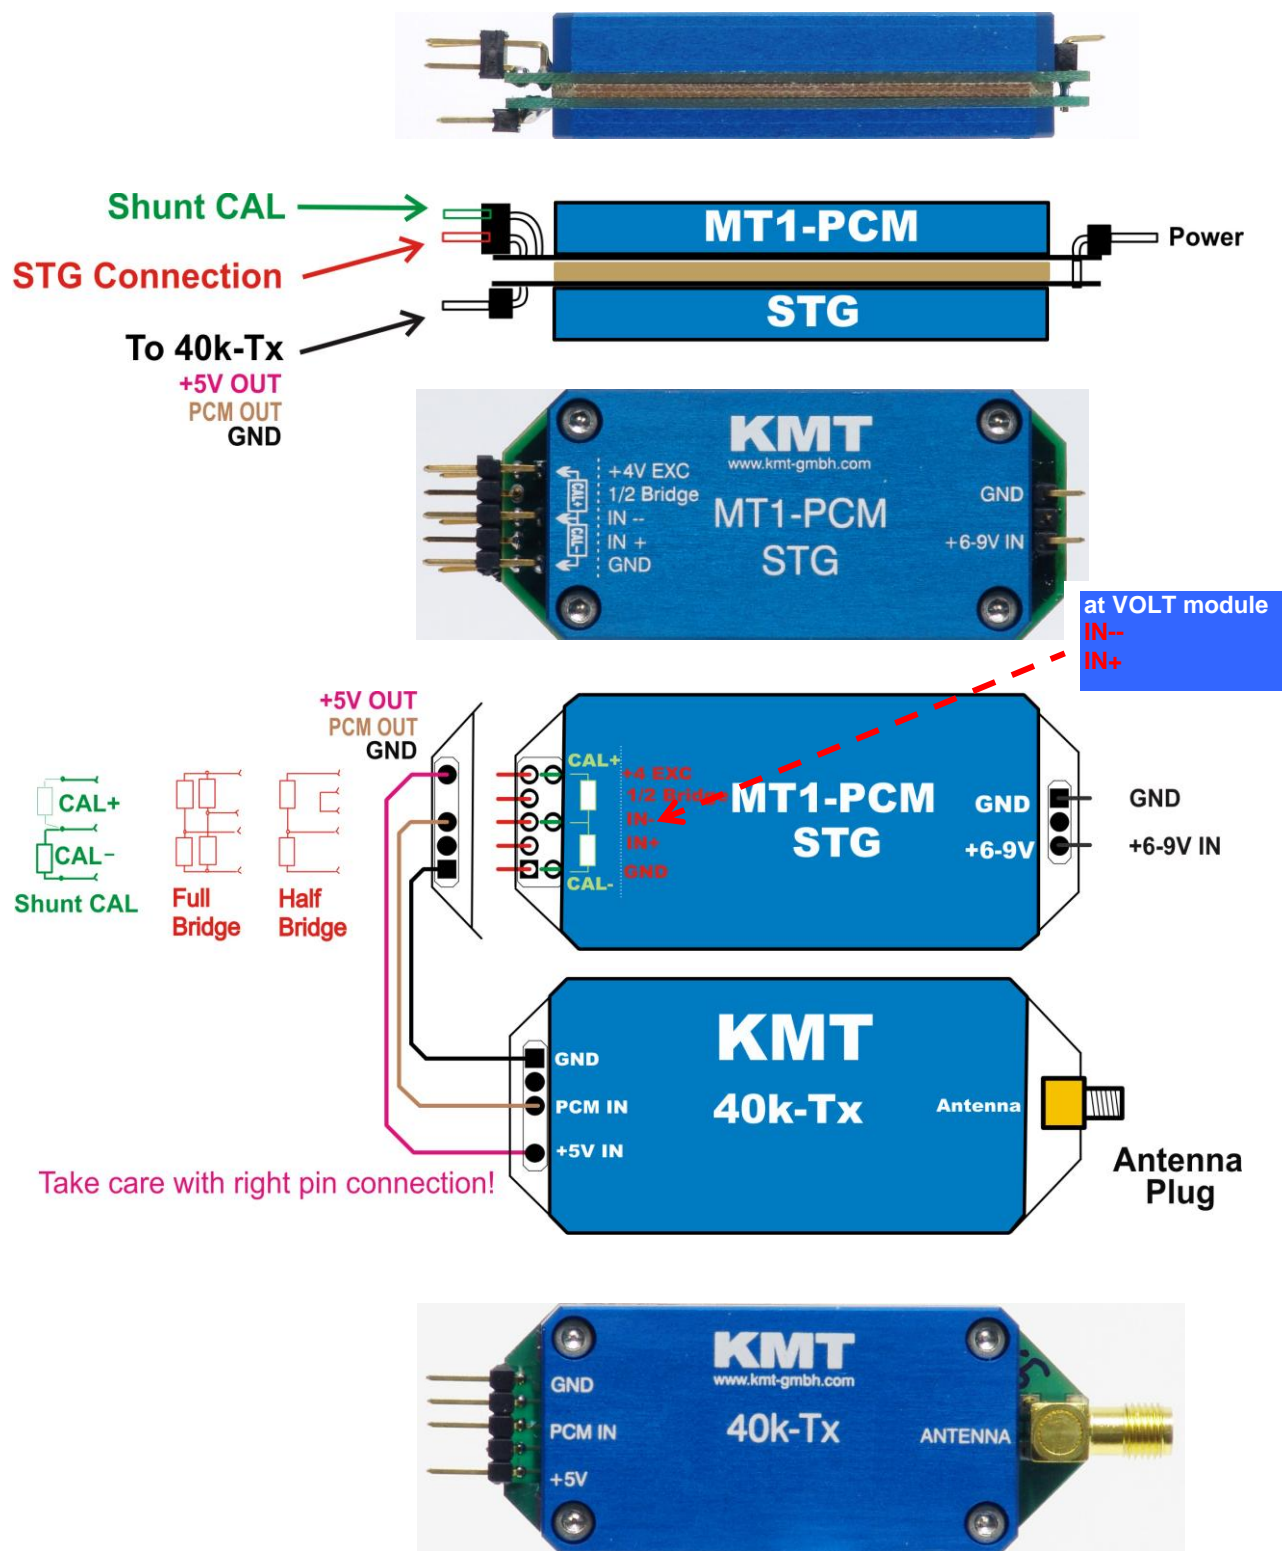 Shunt CAL
STG Connection
To 40k-Tx
+5V OUT
PCM OUT
GND
MT1-PCM
STG
Power
KMT
www.kmt-gmbh.com
MT1-PCM
STG
CAL+
CAL-
+4V EXC
1/2 Bridge
IN --
IN +
GND
GND
+6-9V IN
at VOLT module
IN--
IN+
+5V OUT
PCM OUT
GND
CAL+
CAL-
+4 EXC
1/2 Bridge
IN-
IN+
GND
MT1-PCM
STG
GND
+6-9V
GND
+6-9V IN
CAL+
CAL-
Shunt CAL
Full
Bridge
Half
Bridge
KMT
40k-Tx
GND
PCM IN
+5V IN
Antenna
Antenna
Plug
Take care with right pin connection!
KMT
www.kmt-gmbh.com
40k-Tx
GND
PCM IN
+5V
ANTENNA